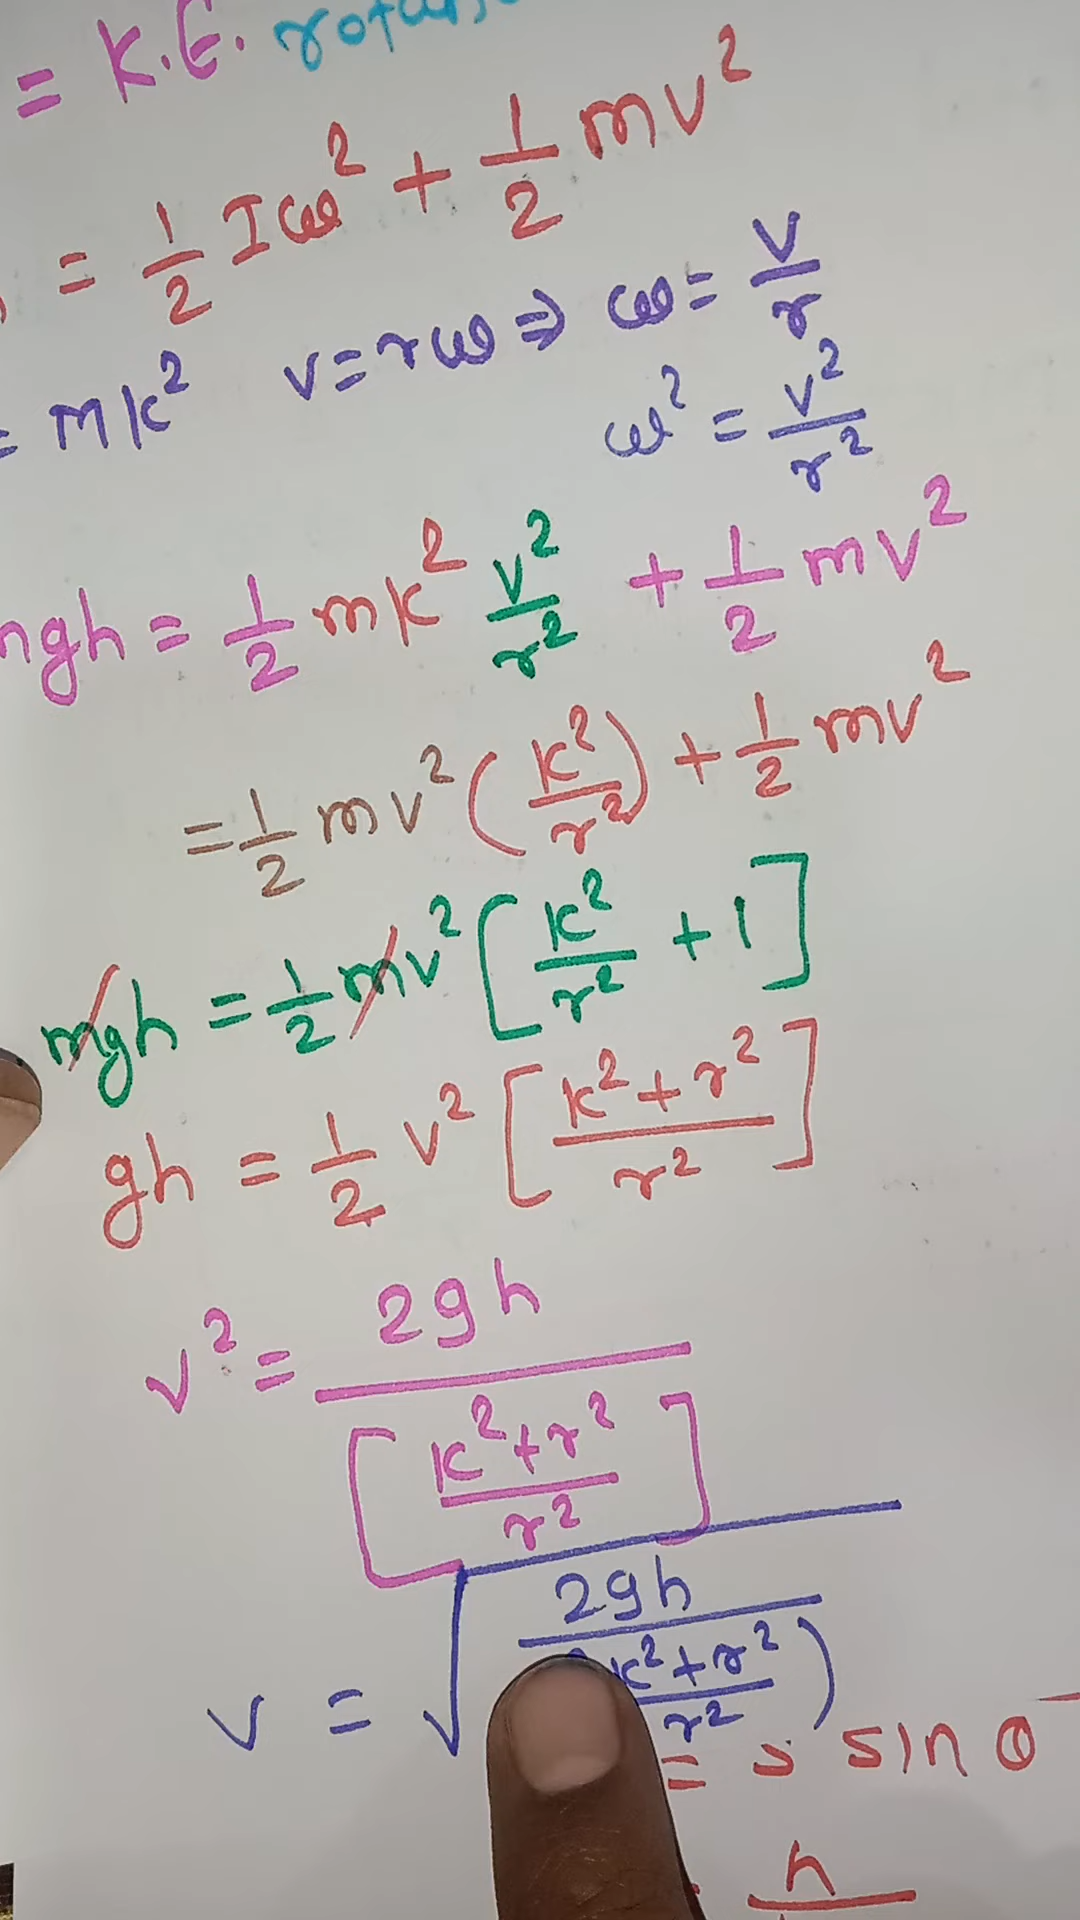 = K.E.
= 1/2 Iω² + 1/2 mv²
= mk² v = rω ⇒ ω = v/r
ω² = v²/r²
mgh = 1/2 mk² v²/r² + 1/2 mv²
= 1/2 mv² (k²/r²) + 1/2 mv²
mgh = 1/2 mv² [k²/r² + 1]
gh = 1/2 v² [(k² + r²)/r²]
v² = 2gh/[(k² + r²)/r²]
v = √(2gh/((k² + r²)/r²))
= s sin θ
h